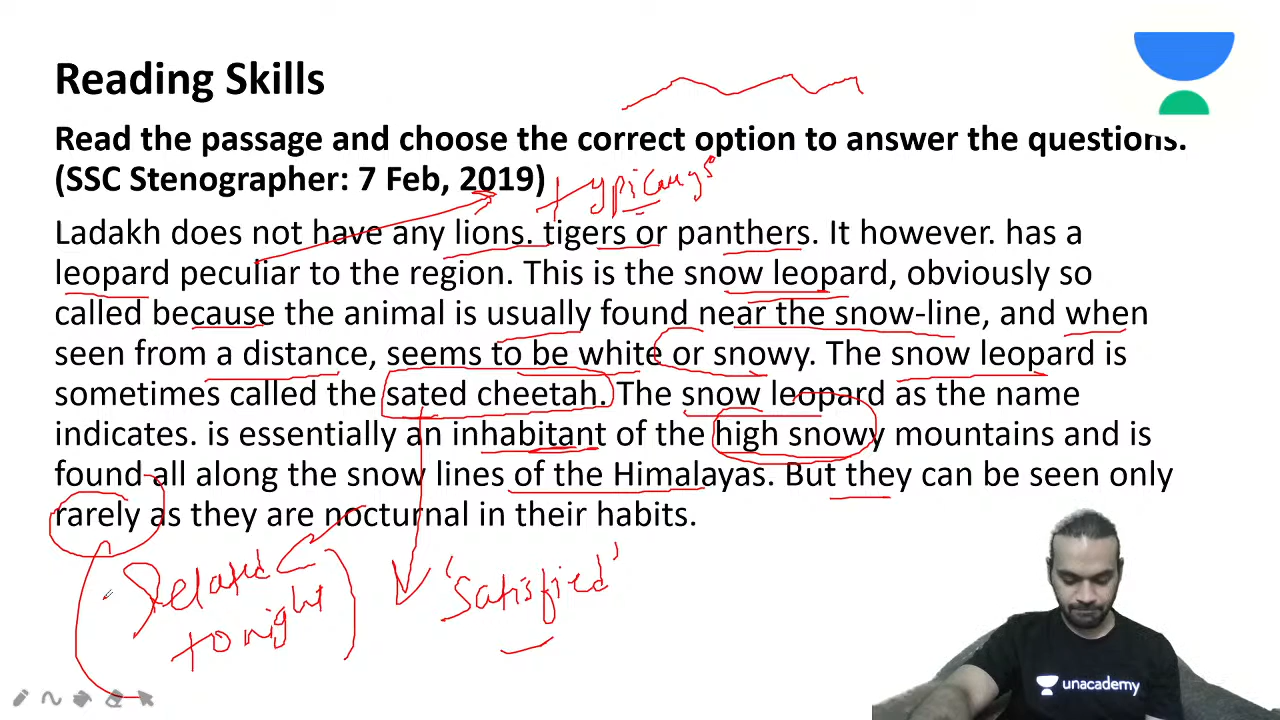 Reading Skills
Read the passage and choose the correct option to answer the questions.
(SSC Stenographer: 7 Feb, 2019)
Ladakh does not have any lions. tigers or panthers. It however. has a
leopard peculiar to the region. This is the snow leopard, obviously so
called because the animal is usually found near the snow-line, and when
seen from a distance, seems to be white or snowy. The snow leopard is
sometimes called the sated cheetah. The snow leopard as the name
indicates. is essentially an inhabitant of the high snowy mountains and is
found all along the snow lines of the Himalayas. But they can be seen only
rarely as they are nocturnal in their habits.
related
to night
'Satisfied'
unacademy